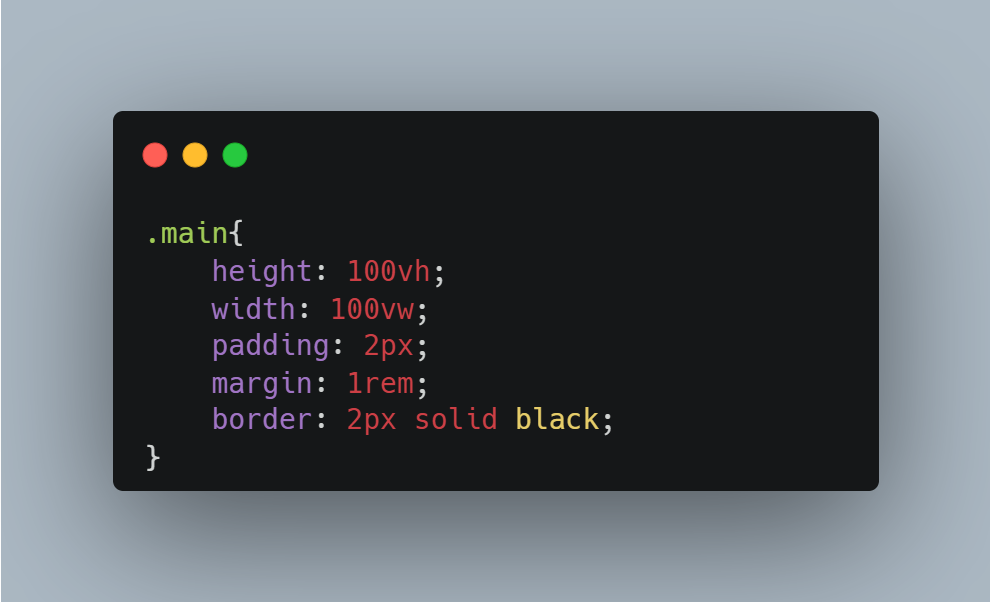 .main{
    height: 100vh;
    width: 100vw;
    padding: 2px;
    margin: 1rem;
    border: 2px solid black;
}